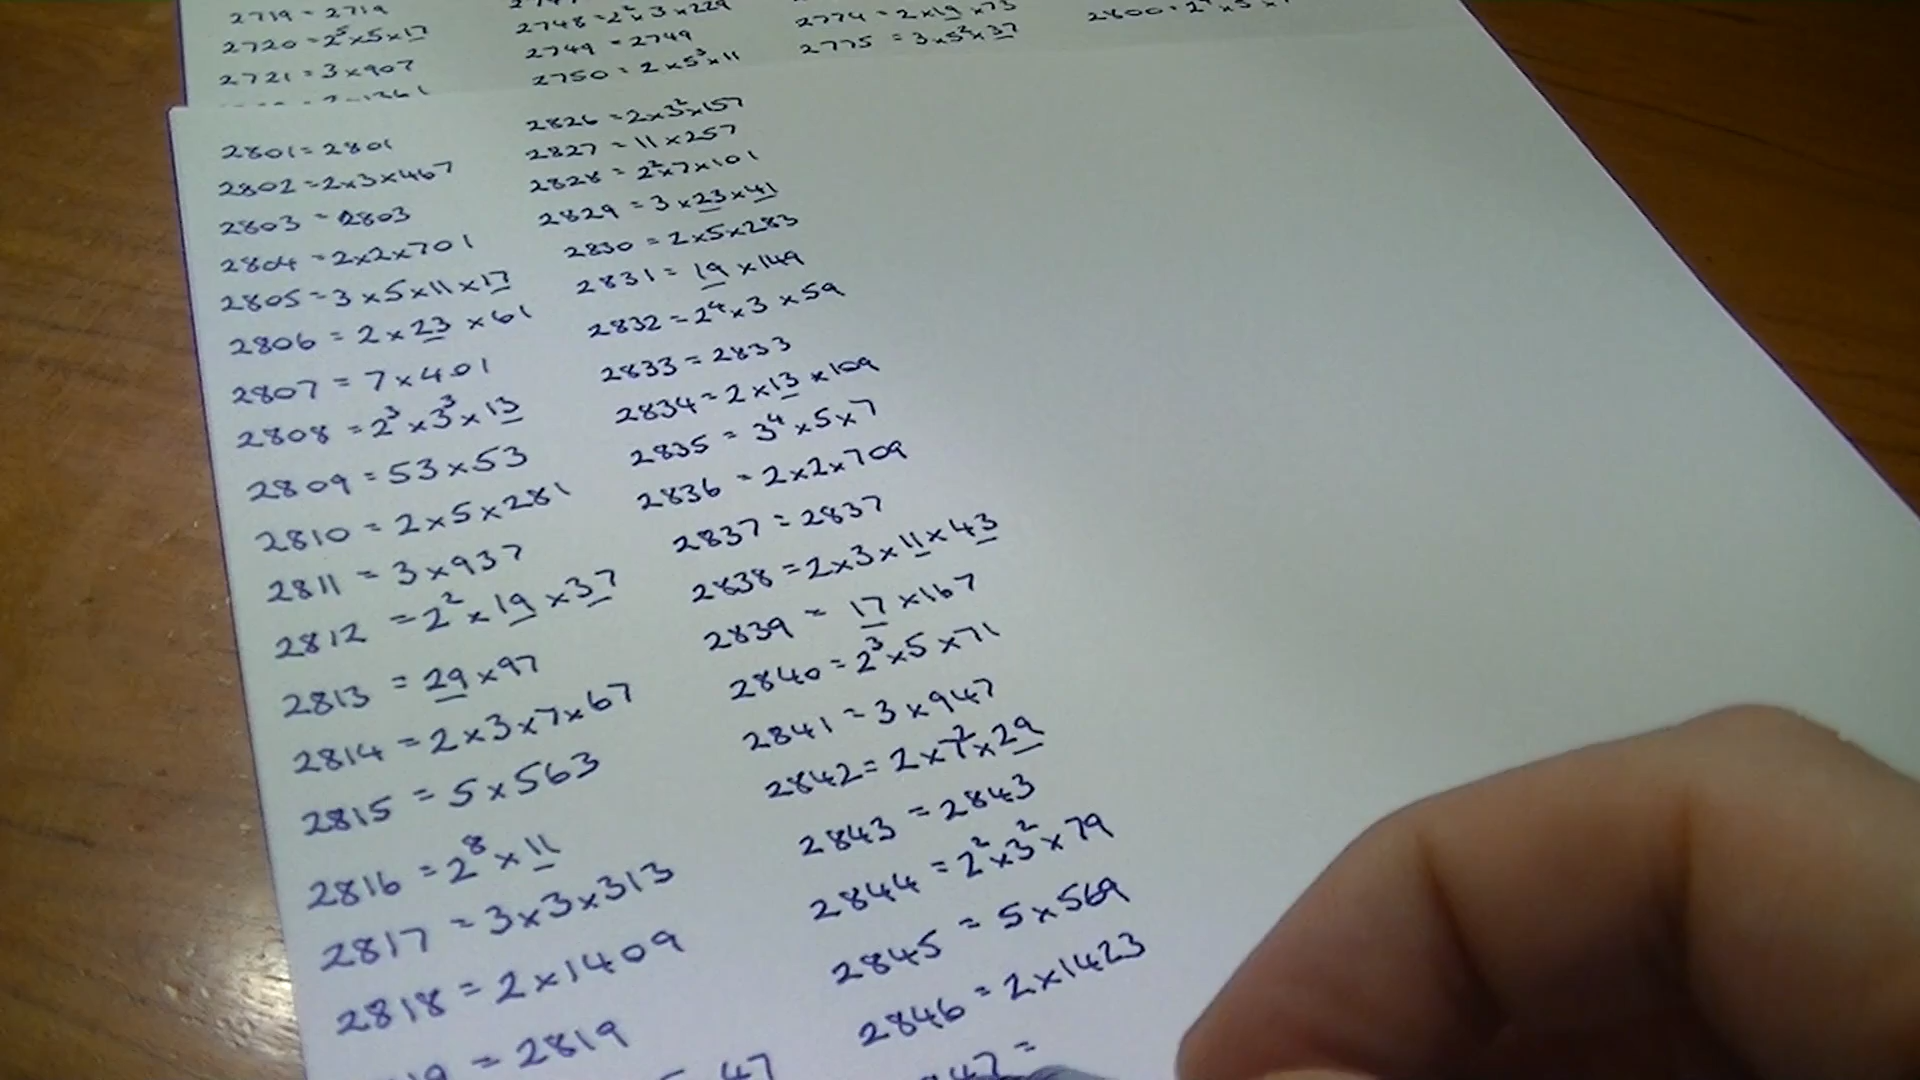 2719 = 2719
2720 = 2⁵×5×17
2721 = 3×907
2748 = 2²×3×229
2749 = 2749
2750 = 2×5³×11
2774 = 2×19×73
2775 = 3×5²×37
2801 = 2801
2802 = 2×3×467
2803 = 2803
2804 = 2×2×701
2805 = 3×5×11×17
2806 = 2×23×61
2807 = 7×401
2808 = 2³×3³×13
2809 = 53×53
2810 = 2×5×281
2811 = 3×937
2812 = 2²×19×37
2813 = 29×97
2814 = 2×3×7×67
2815 = 5×563
2816 = 2⁸×11
2817 = 3×3×313
2818 = 2×1409
19 = 2819
47
2826 = 2×3²×157
2827 = 11×257
2828 = 2²×7×101
2829 = 3×23×41
2830 = 2×5×283
2831 = 19×149
2832 = 2⁴×3×59
2833 = 2833
2834 = 2×13×109
2835 = 3⁴×5×7
2836 = 2×2×709
2837 = 2837
2838 = 2×3×11×43
2839 = 17×167
2840 = 2³×5×71
2841 = 3×947
2842 = 2×7²×29
2843 = 2843
2844 = 2²×3²×79
2845 = 5×569
2846 = 2×1423
47 =